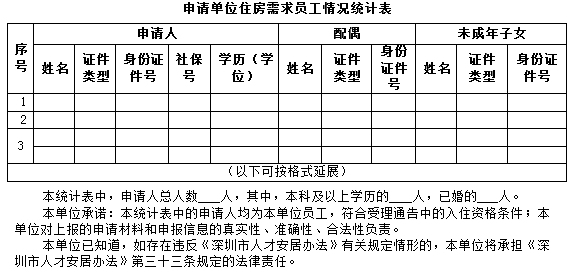 申请单位住房需求员工情况统计表
序号 申请人 配偶 未成年子女
姓名 证件类型 身份证件号 社保号 学历（学位） 姓名 证件类型 身份证件号 姓名 证件类型 身份证件号
1
2
3
（以下可按格式延展）
本统计表中，申请人总人数___人，其中，本科及以上学历的___人，已婚的___人。
本单位承诺：本统计表中的申请人均为本单位员工，符合受理通告中的入住资格条件；本
单位对上报的申请材料和申报信息的真实性、准确性、合法性负责。
本单位已知道，如存在违反《深圳市人才安居办法》有关规定情形的，本单位将承担《深
圳市人才安居办法》第三十三条规定的法律责任。